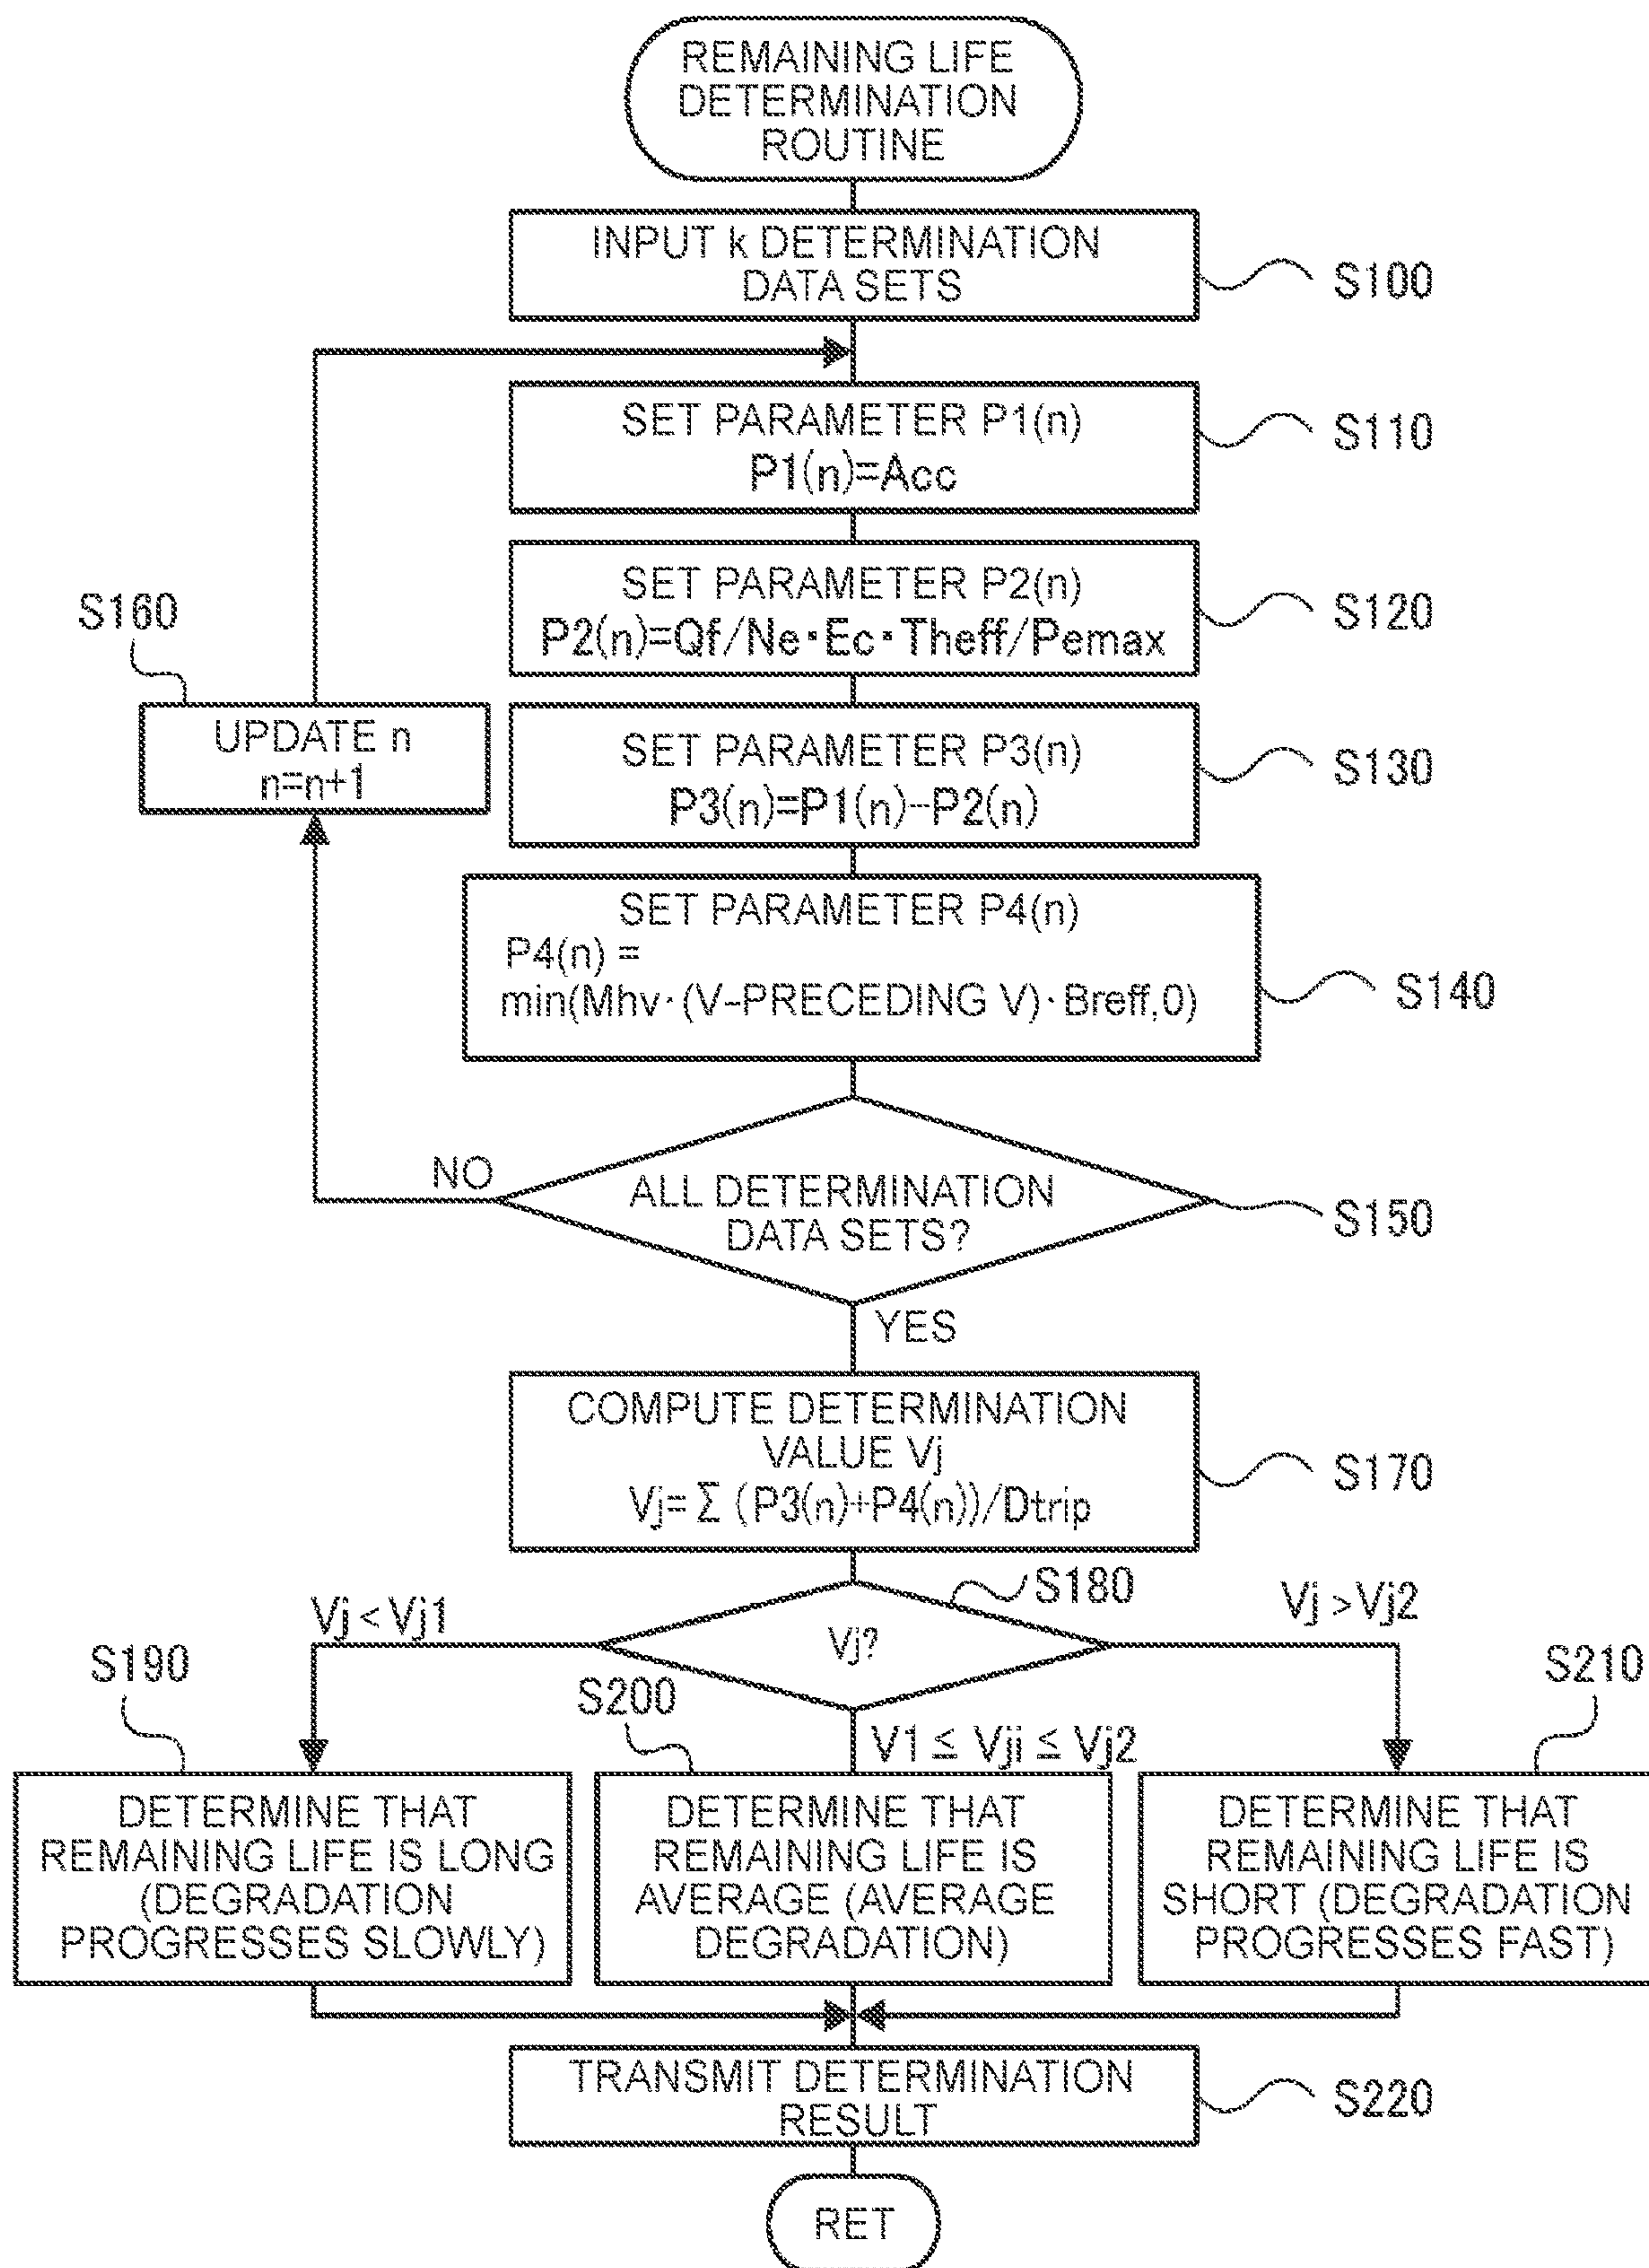 REMAINING LIFE
DETERMINATION
ROUTINE
INPUT k DETERMINATION
DATA SETS
S100
SET PARAMETER P1(n)
P1(n)=Acc
S110
SET PARAMETER P2(n)
P2(n)=Qf/Ne·Ec·Theff/Pemax
S120
S160
UPDATE n
n=n+1
SET PARAMETER P3(n)
P3(n)=P1(n)-P2(n)
S130
SET PARAMETER P4(n)
P4(n) =
min(Mhv·(V-PRECEDING V)·Breff,0)
S140
NO
ALL DETERMINATION
DATA SETS?
S150
YES
COMPUTE DETERMINATION
VALUE Vj
Vj=Σ (P3(n)+P4(n))/Dtrip
S170
S180
Vj < Vj1
Vj?
Vj >Vj2
S190
S200
S210
V1 ≤ Vji ≤ Vj2
DETERMINE THAT
REMAINING LIFE IS LONG
(DEGRADATION
PROGRESSES SLOWLY)
DETERMINE THAT
REMAINING LIFE IS
AVERAGE (AVERAGE
DEGRADATION)
DETERMINE THAT
REMAINING LIFE IS
SHORT (DEGRADATION
PROGRESSES FAST)
TRANSMIT DETERMINATION
RESULT
S220
RET